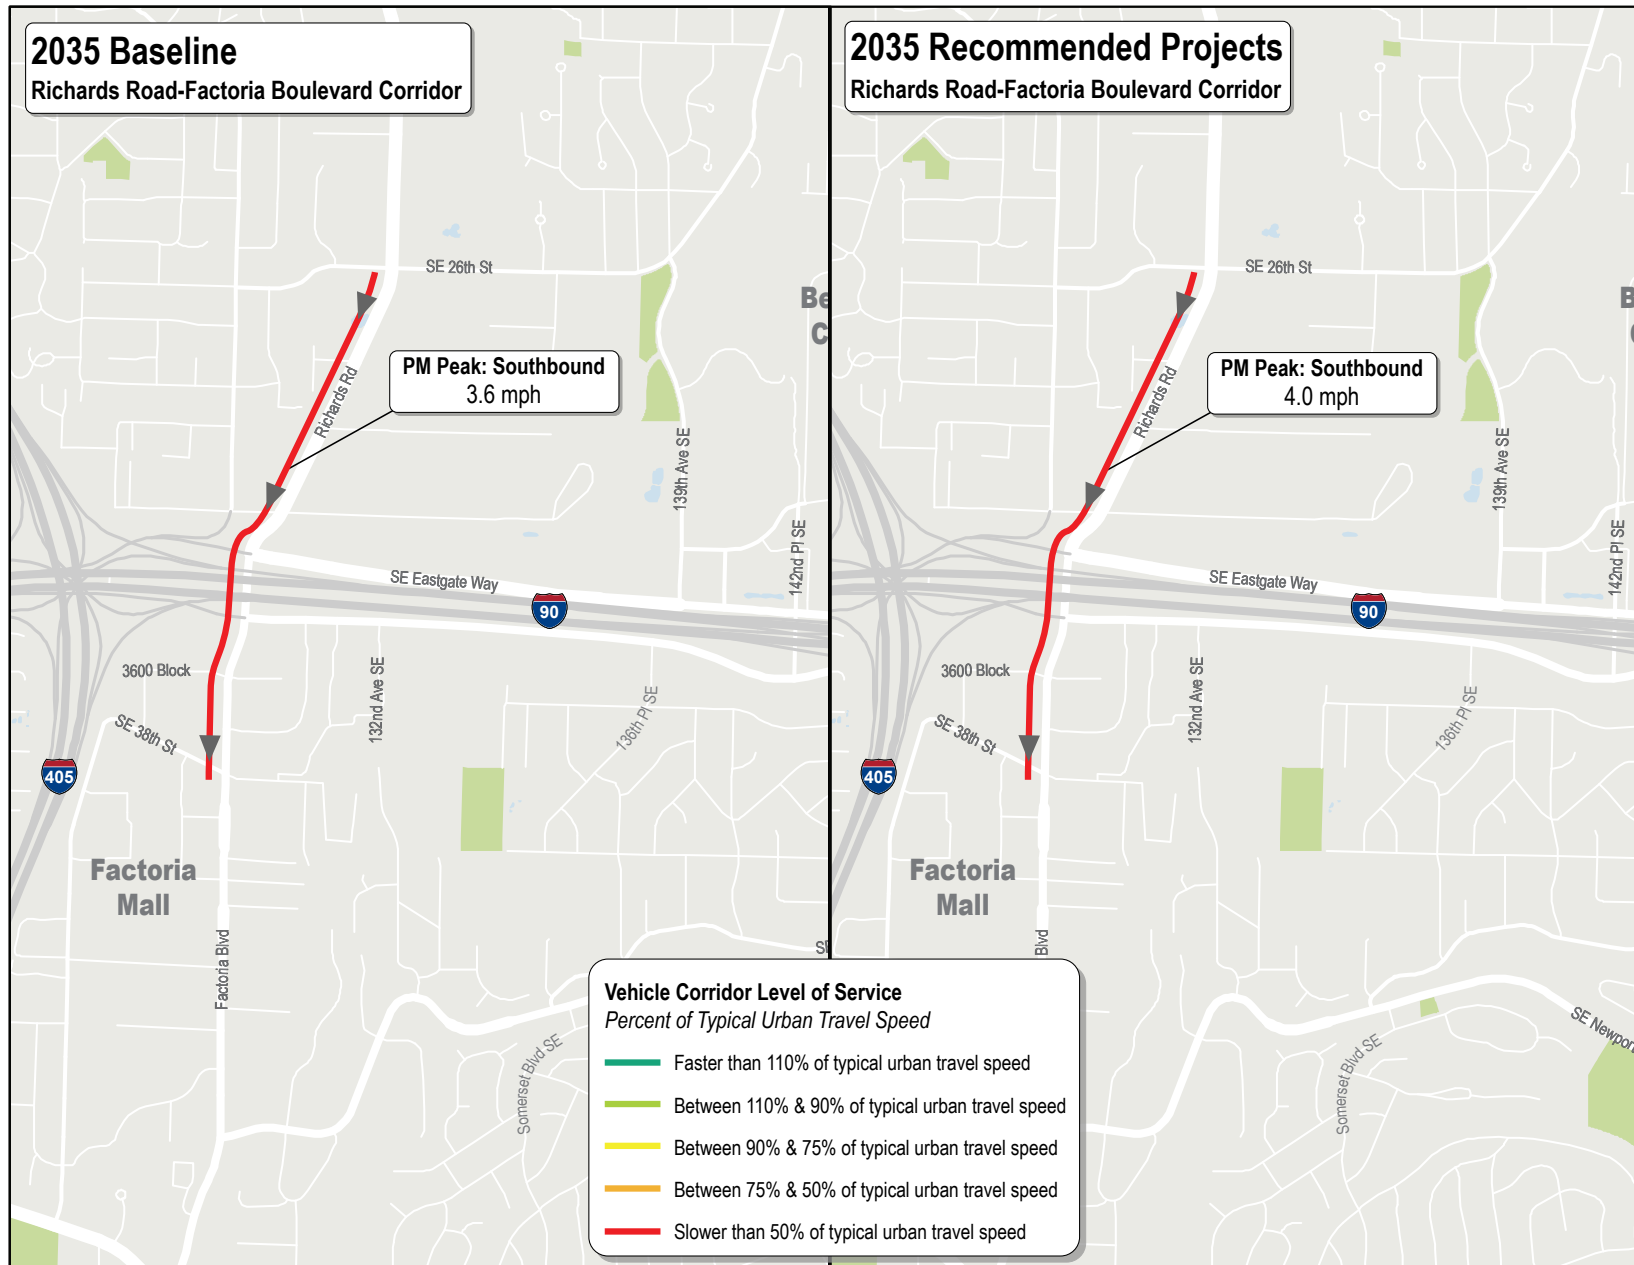 2035 Baseline
Richards Road-Factoria Boulevard Corridor
SE 26th St
PM Peak: Southbound
3.6 mph
Richards Rd
139th Ave SE
142nd Pl SE
SE Eastgate Way
90
3600 Block
132nd Ave SE
136th Pl SE
SE 38th St
405
Factoria
Mall
Factoria Blvd
Somerset Blvd SE
2035 Recommended Projects
Richards Road-Factoria Boulevard Corridor
SE 26th St
PM Peak: Southbound
4.0 mph
Richards Rd
139th Ave SE
142nd Pl SE
SE Eastgate Way
90
3600 Block
132nd Ave SE
136th Pl SE
SE 38th St
405
Factoria
Mall
Blvd
Somerset Blvd SE
SE Newport
Vehicle Corridor Level of Service
Percent of Typical Urban Travel Speed
Faster than 110% of typical urban travel speed
Between 110% & 90% of typical urban travel speed
Between 90% & 75% of typical urban travel speed
Between 75% & 50% of typical urban travel speed
Slower than 50% of typical urban travel speed